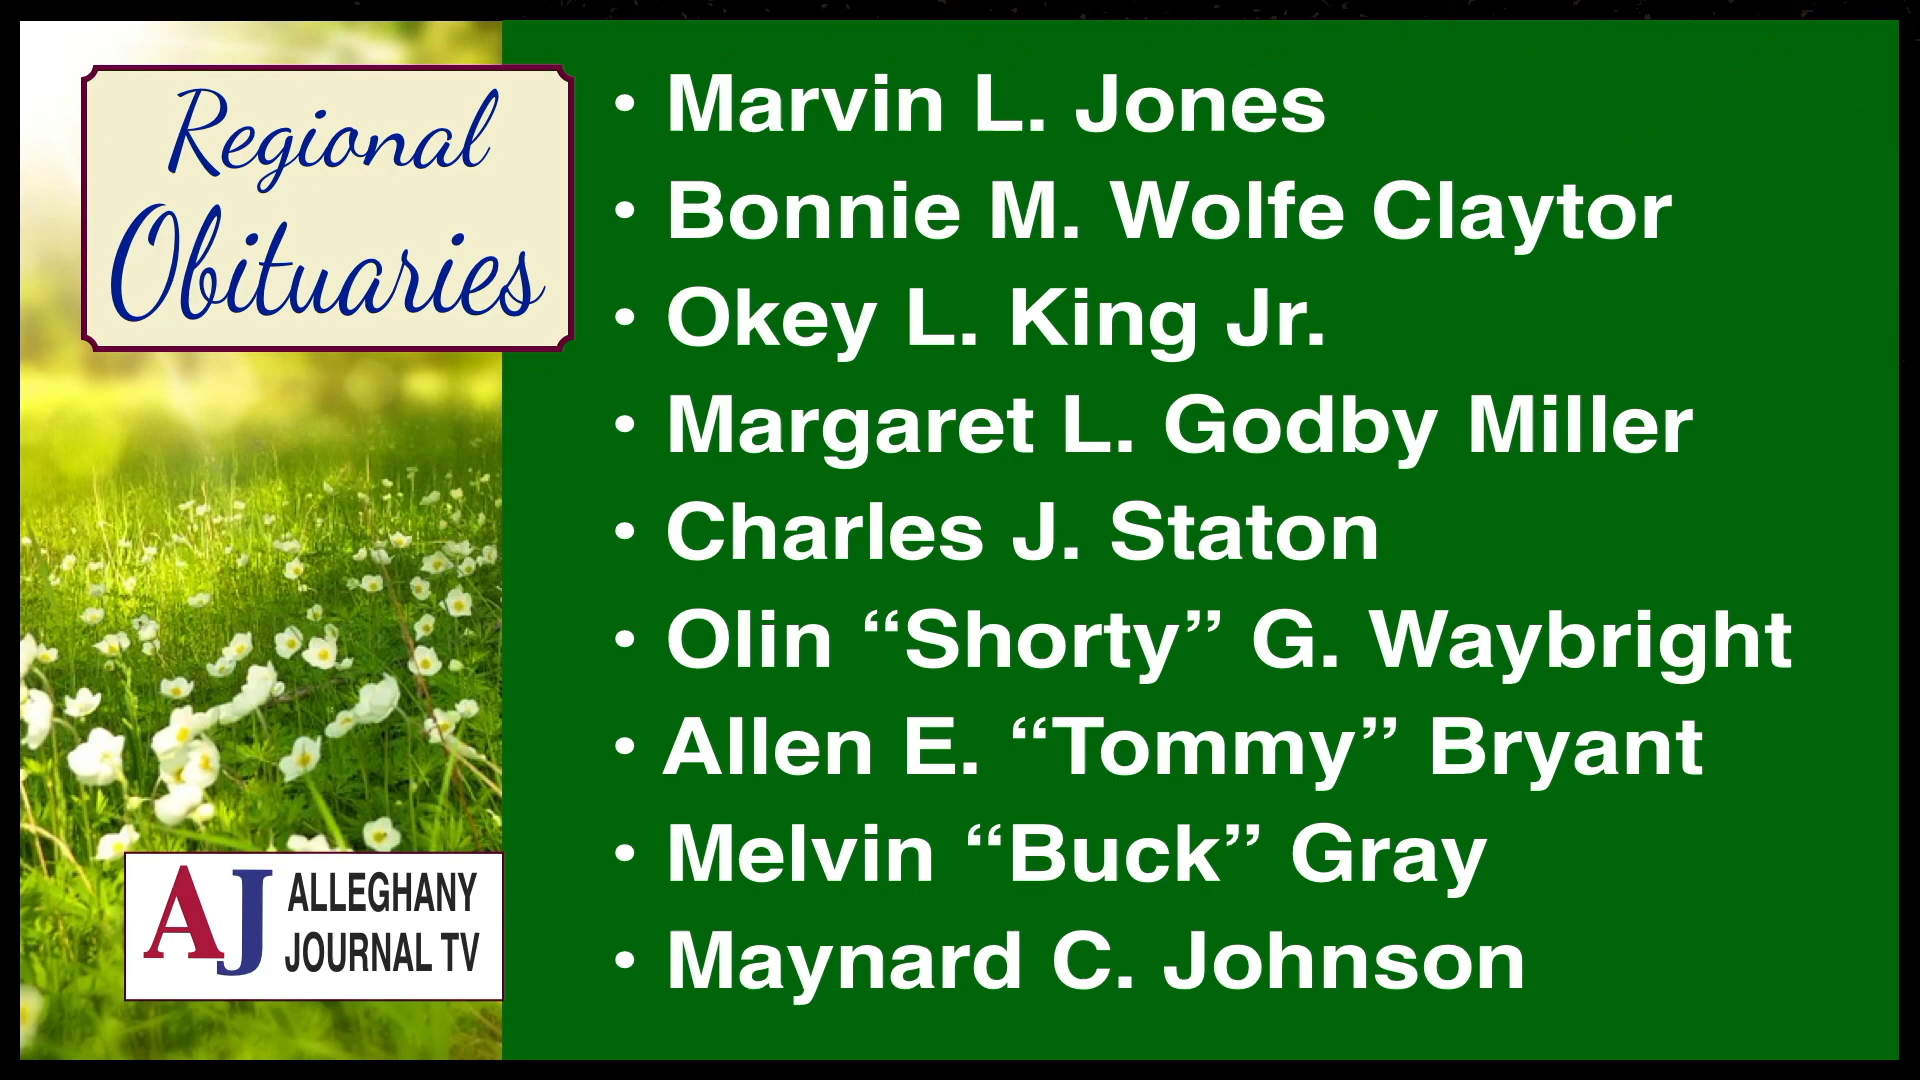 Regional
Obituaries
• Marvin L. Jones
• Bonnie M. Wolfe Claytor
• Okey L. King Jr.
• Margaret L. Godby Miller
• Charles J. Staton
• Olin “Shorty” G. Waybright
• Allen E. “Tommy” Bryant
• Melvin “Buck” Gray
• Maynard C. Johnson
AJ ALLEGHANY
JOURNAL TV